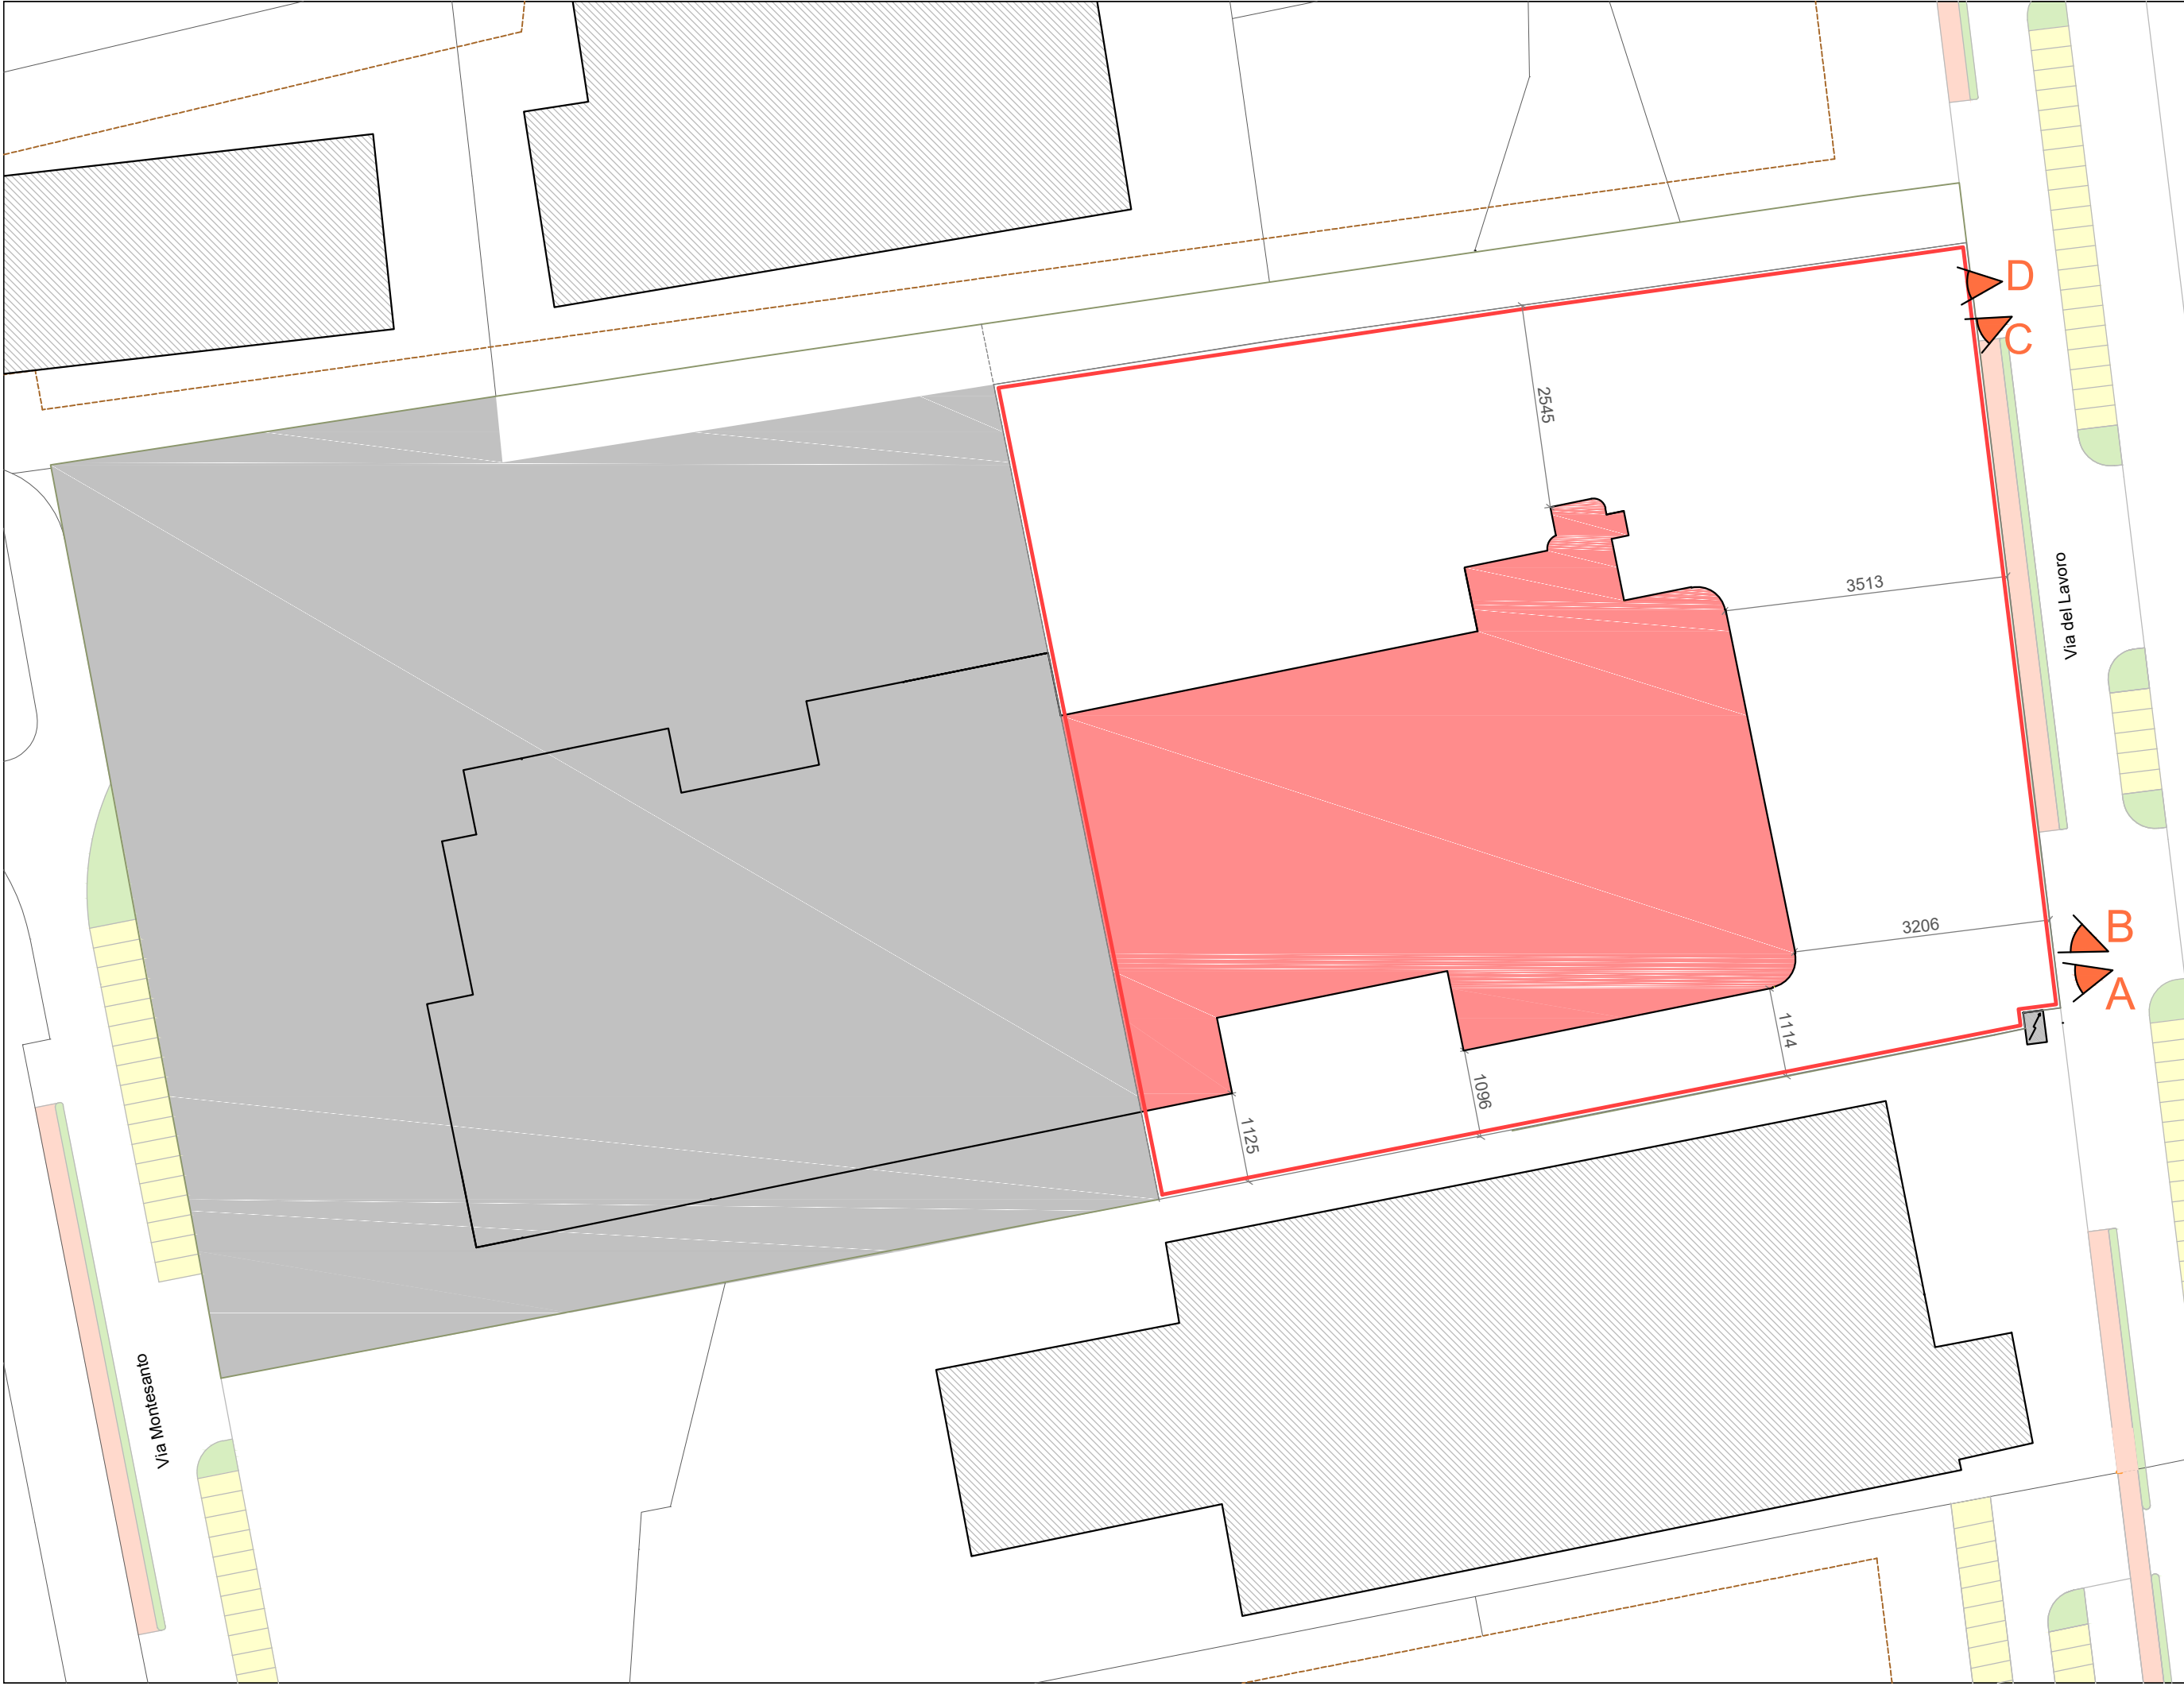 D
C
2545
3513
Via del Lavoro
3206
B
A
1114
1096
1125
Via Montesanto